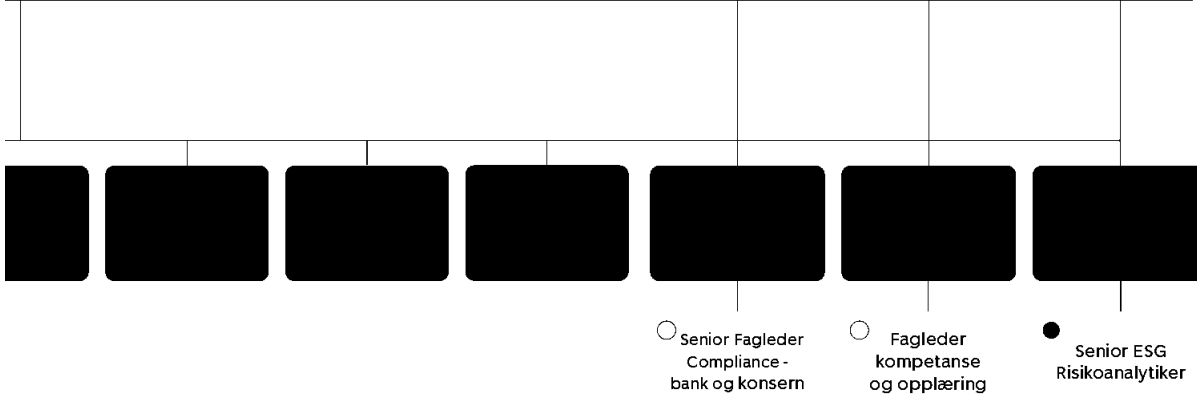 Senior Fagleder
Compliance -
bank og konsern
Fagleder
kompetanse
og opplæring
Senior ESG
Risikoanalytiker